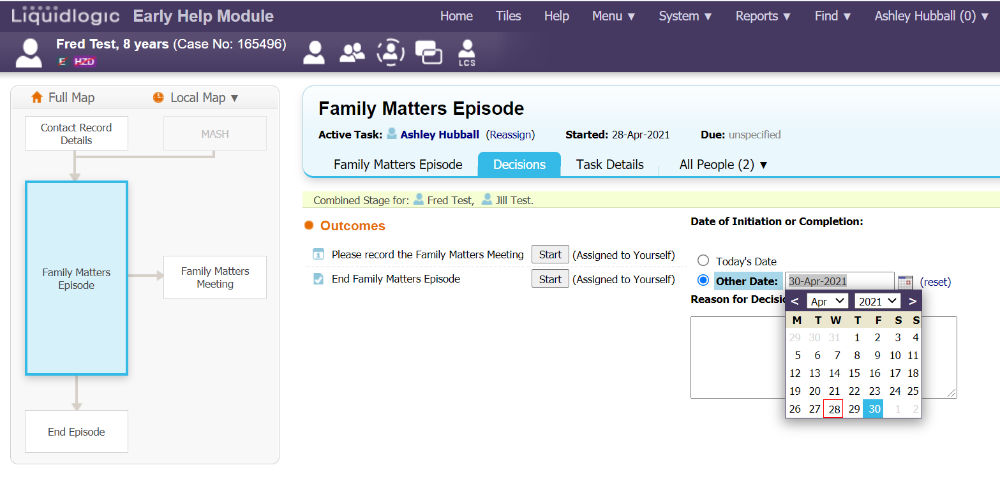 Liquidlogic Early Help Module Home Tiles Help Menu ▼ System ▼ Reports ▼ Find ▼ Ashley Hubball (0) ▼
Fred Test, 8 years (Case No: 165496)
E HZD
LCS
Full Map Local Map ▼
Contact Record
Details
MASH
Family Matters
Episode
Family Matters
Meeting
End Episode
Family Matters Episode
Active Task: Ashley Hubball (Reassign) Started: 28-Apr-2021 Due: unspecified
Family Matters Episode Decisions Task Details All People (2) ▼
Combined Stage for: Fred Test, Jill Test.
Outcomes
Please record the Family Matters Meeting Start (Assigned to Yourself)
End Family Matters Episode Start (Assigned to Yourself)
Date of Initiation or Completion:
Today's Date
Other Date: 30-Apr-2021 (reset)
Reason for Decisio
< Apr 2021 >
M T W T F S S
29 30 31 1 2 3 4
5 6 7 8 9 10 11
12 13 14 15 16 17 18
19 20 21 22 23 24 25
26 27 28 29 30 1 2